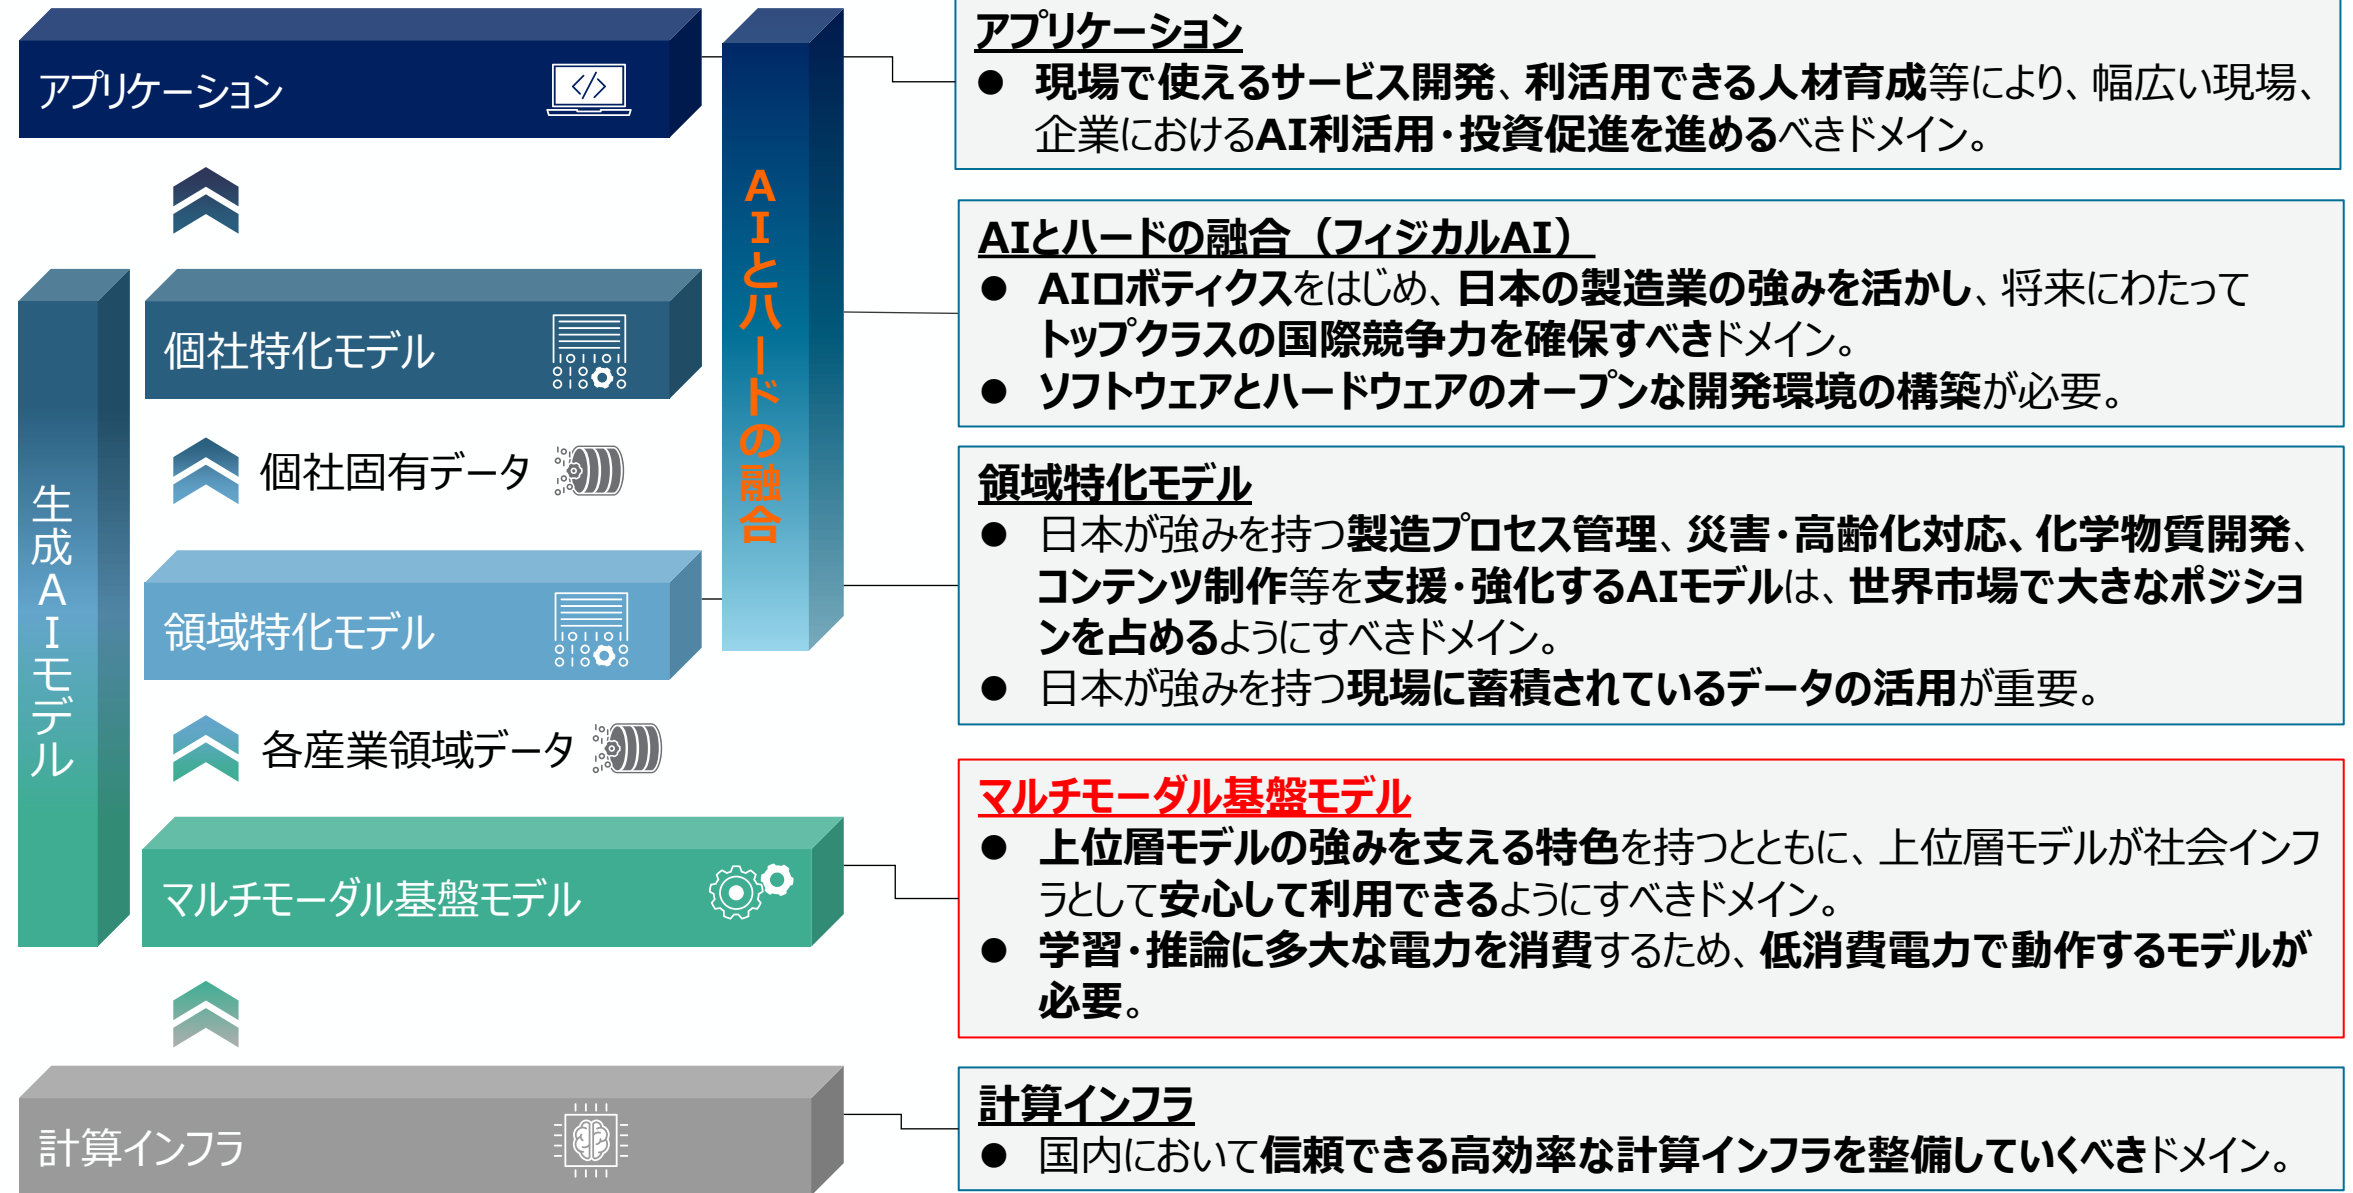 アプリケーション
個社特化モデル
個社固有データ
領域特化モデル
各産業領域データ
マルチモーダル基盤モデル
計算インフラ
生成AIモデル
AIとハードの融合
アプリケーション
● 現場で使えるサービス開発、利活用できる人材育成等により、幅広い現場、
企業におけるAI利活用・投資促進を進めるべきドメイン。
AIとハードの融合（フィジカルAI）
● AIロボティクスをはじめ、日本の製造業の強みを活かし、将来にわたって
トップクラスの国際競争力を確保すべきドメイン。
● ソフトウェアとハードウェアのオープンな開発環境の構築が必要。
領域特化モデル
● 日本が強みを持つ製造プロセス管理、災害・高齢化対応、化学物質開発、
コンテンツ制作等を支援・強化するAIモデルは、世界市場で大きなポジショ
ンを占めるようにすべきドメイン。
● 日本が強みを持つ現場に蓄積されているデータの活用が重要。
マルチモーダル基盤モデル
● 上位層モデルの強みを支える特色を持つとともに、上位層モデルが社会インフ
ラとして安心して利用できるようにすべきドメイン。
● 学習・推論に多大な電力を消費するため、低消費電力で動作するモデルが
必要。
計算インフラ
● 国内において信頼できる高効率な計算インフラを整備していくべきドメイン。